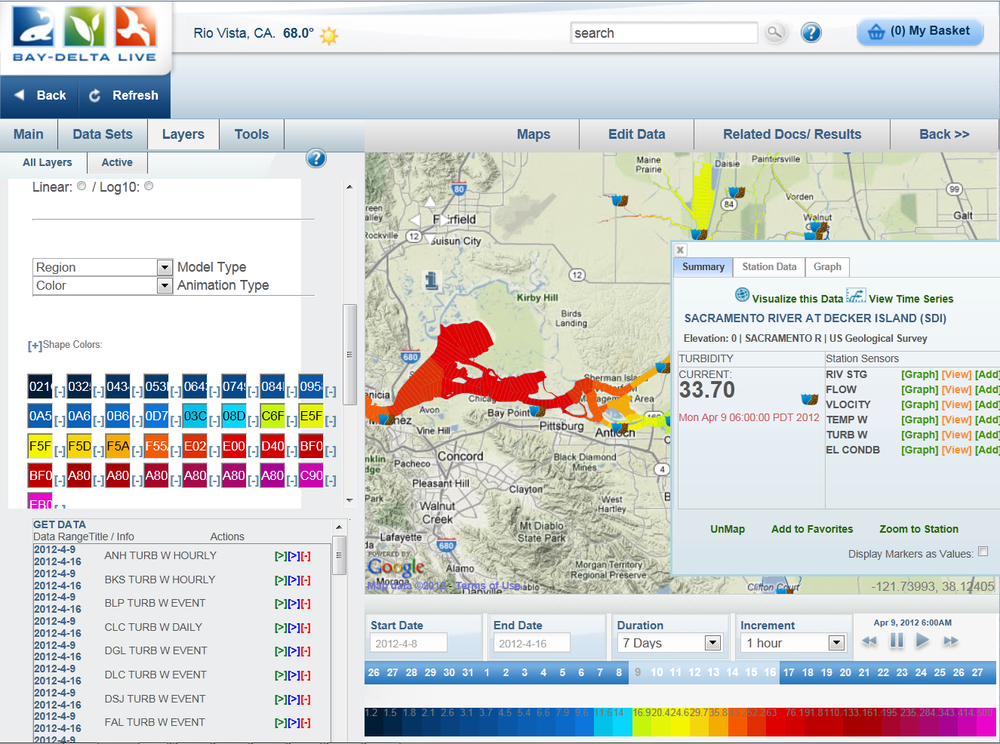 BAY-DELTA LIVE
Rio Vista, CA. 68.0°
search
(0) My Basket
Back
Refresh
Main
Data Sets
Layers
Tools
Maps
Edit Data
Related Docs/ Results
Back >>
All Layers
Active
Linear: / Log10:
Region Model Type
Color Animation Type
[+]Shape Colors:
021 [-] 032 [-] 043 [-] 053 [-] 064 [-] 074 [-] 084 [-] 095 [-]
0A5 [-] 0A6 [-] 0B6 [-] 0D7 [-] 03C [-] 08D [-] C6F [-] E5F [-]
F5F [-] F5D [-] F5A [-] F55 [-] E02 [-] E00 [-] D40 [-] BF0 [-]
BF0 [-] A80 [-] A80 [-] A80 [-] A80 [-] A80 [-] A80 [-] C90 [-]
EB0 [-]
GET DATA
Data Range Title / Info Actions
2012-4-9
2012-4-16
ANH TURB W HOURLY [>][>][-]
2012-4-9
2012-4-16
BKS TURB W HOURLY [>][>][-]
2012-4-9
2012-4-16
BLP TURB W EVENT [>][>][-]
2012-4-9
2012-4-16
CLC TURB W DAILY [>][>][-]
2012-4-9
2012-4-16
DGL TURB W EVENT [>][>][-]
2012-4-9
2012-4-16
DLC TURB W EVENT [>][>][-]
2012-4-9
2012-4-16
DSJ TURB W EVENT [>][>][-]
2012-4-9
2012-4-16
FAL TURB W EVENT [>][>][-]
2012-4-9
Maine
Prairie
Daisie
Paintersville
80
99
84
Vorden
Walnut
Galt
Fairfield
Rockville
12
Suisun City
12
Kirby Hill
Birds
Landing
680
Sherman Isla
Management Area
enicia
Avon
Bay Point
Pittsburg
Antioch
160
Vine Hill
Concord
Pacheco
Black Diamond
Mines
4
Pleasant Hill
Clayton
Walnut
Creek
West
Hartley
Park
Mt Diablo
State Park
Lafayette
680
POWERED BY
Google
Alamo
Morgan Territory
Regional Preserve
Moraga
Map data ©2012 - Terms of Use
Danville
Diablo
Clifton Court
-121.73993, 38.12405
x
Summary
Station Data
Graph
Visualize this Data View Time Series
SACRAMENTO RIVER AT DECKER ISLAND (SDI)
Elevation: 0 | SACRAMENTO R | US Geological Survey
TURBIDITY
CURRENT:
33.70
Mon Apr 9 06:00:00 PDT 2012
Station Sensors
RIV STG [Graph] [View] [Add]
FLOW [Graph] [View] [Add]
VLOCITY [Graph] [View] [Add]
TEMP W [Graph] [View] [Add]
TURB W [Graph] [View] [Add]
EL CONDB [Graph] [View] [Add]
UnMap
Add to Favorites
Zoom to Station
Display Markers as Values:
Start Date
2012-4-8
End Date
2012-4-16
Duration
7 Days
Increment
1 hour
Apr 9, 2012 6:00AM
26 27 28 29 30 31 1 2 3 4 5 6 7 8 9 10 11 12 13 14 15 16 17 18 19 20 21 22 23 24 25 26 27
1.2 1.5 1.8 2.1 2.6 3.1 3.7 4.5 5.4 6.6 7.9 9.6 11.6 14 16.9 20.4 24.6 29.7 35.8 43.2 52.2 63 76.1 91.8 110. 133. 161. 195 235. 284. 343. 414. 500